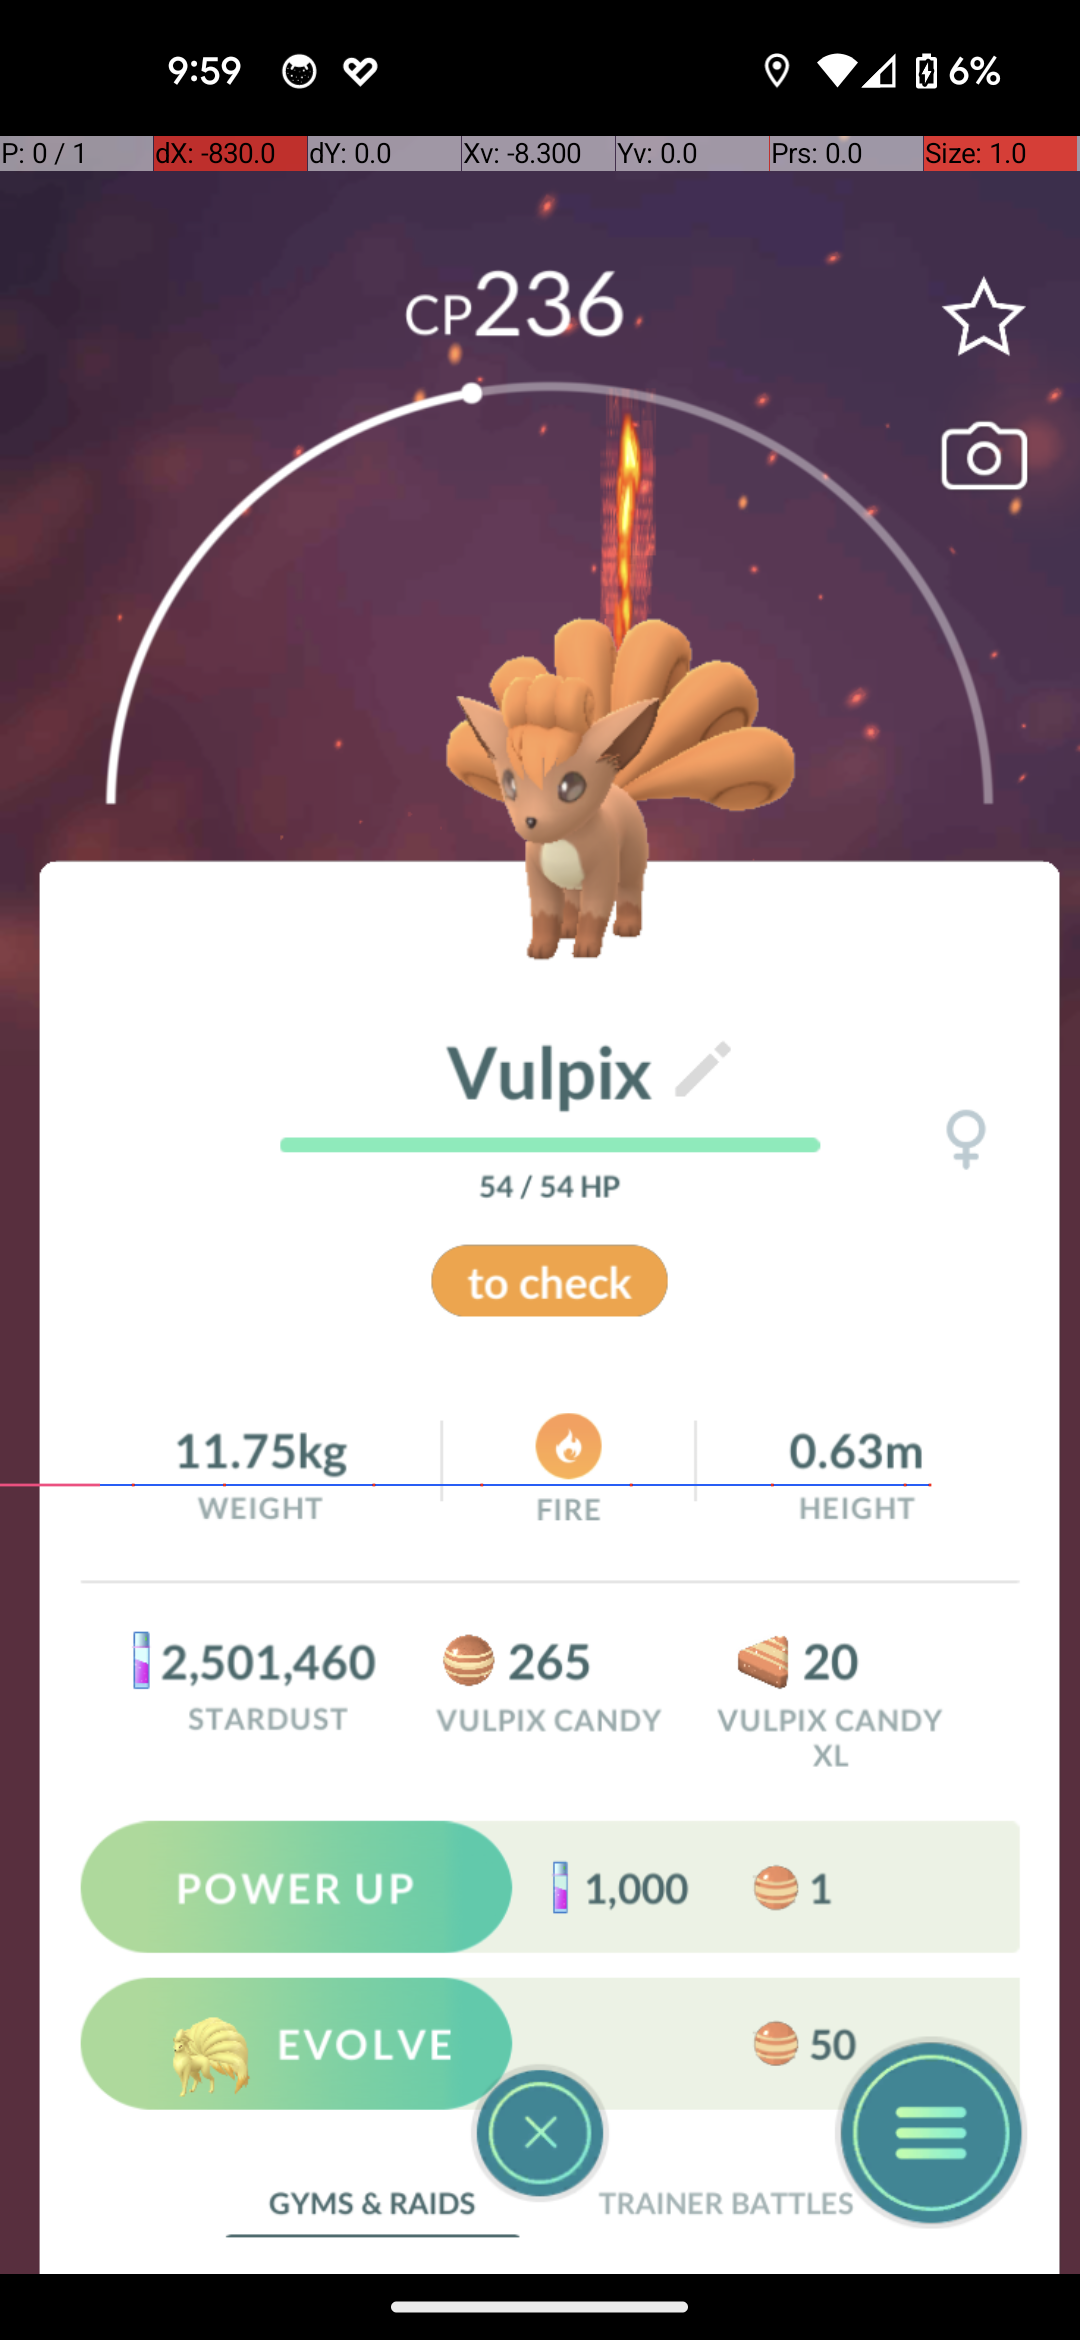 9:59 6%
P: 0 / 1 dX: -830.0 dY: 0.0 Xv: -8.300 Yv: 0.0 Prs: 0.0 Size: 1.0
CP236
Vulpix
54 / 54 HP
to check
11.75kg 0.63m
WEIGHT FIRE HEIGHT
2,501,460 265 20
STARDUST VULPIX CANDY VULPIX CANDY
XL
POWER UP 1,000 1
EVOLVE 50
GYMS & RAIDS TRAINER BATTLES